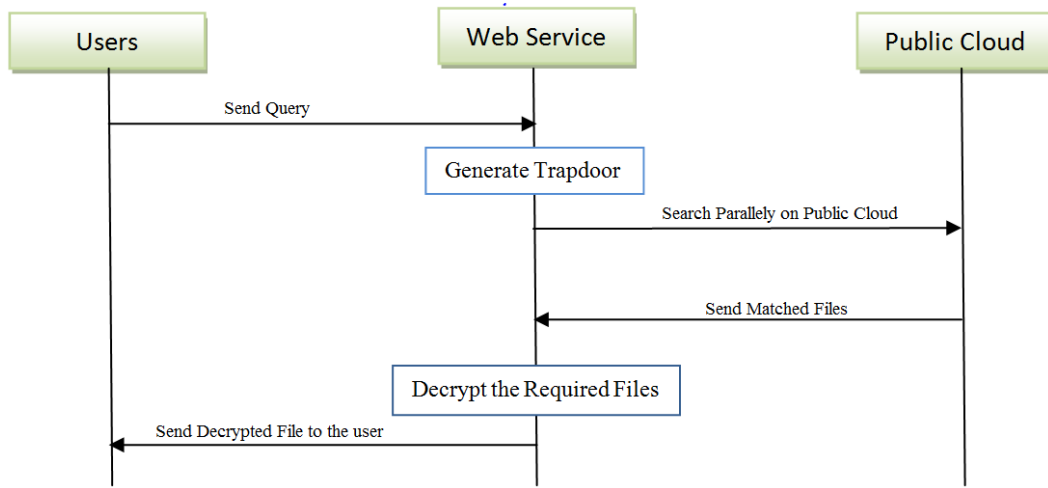 Users
Web Service
Public Cloud
Send Query
Generate Trapdoor
Search Parallely on Public Cloud
Send Matched Files
Decrypt the Required Files
Send Decrypted File to the user